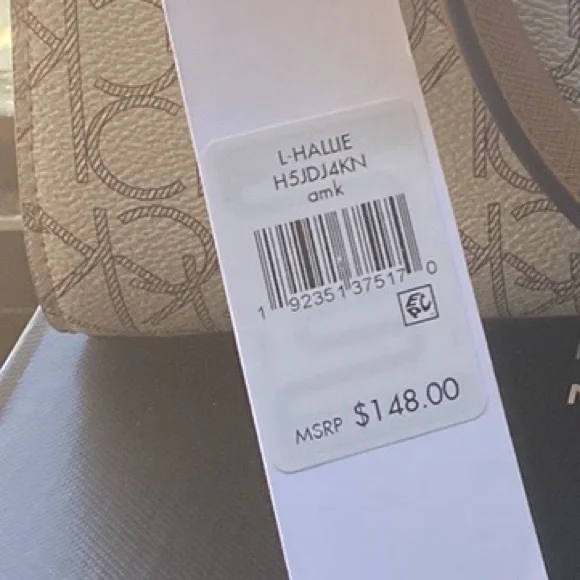 L-HALLIE
H5JDJ4KN
amk
1 92351 37517 0
MSRP $148.00